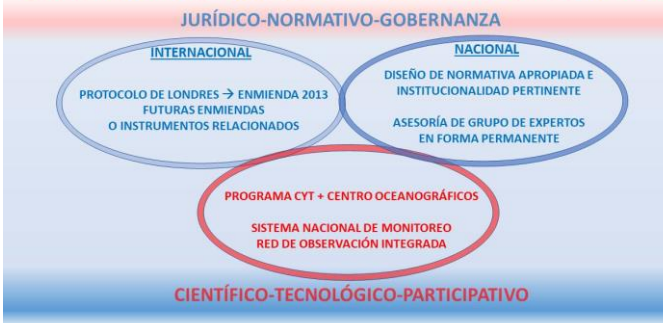 JURÍDICO-NORMATIVO-GOBERNANZA
INTERNACIONAL
PROTOCOLO DE LONDRES → ENMIENDA 2013
FUTURAS ENMIENDAS
O INSTRUMENTOS RELACIONADOS
NACIONAL
DISEÑO DE NORMATIVA APROPIADA E
INSTITUCIONALIDAD PERTINENTE
ASESORÍA DE GRUPO DE EXPERTOS
EN FORMA PERMANENTE
PROGRAMA CYT + CENTRO OCEANOGRÁFICOS
SISTEMA NACIONAL DE MONITOREO
RED DE OBSERVACIÓN INTEGRADA
CIENTÍFICO-TECNOLÓGICO-PARTICIPATIVO